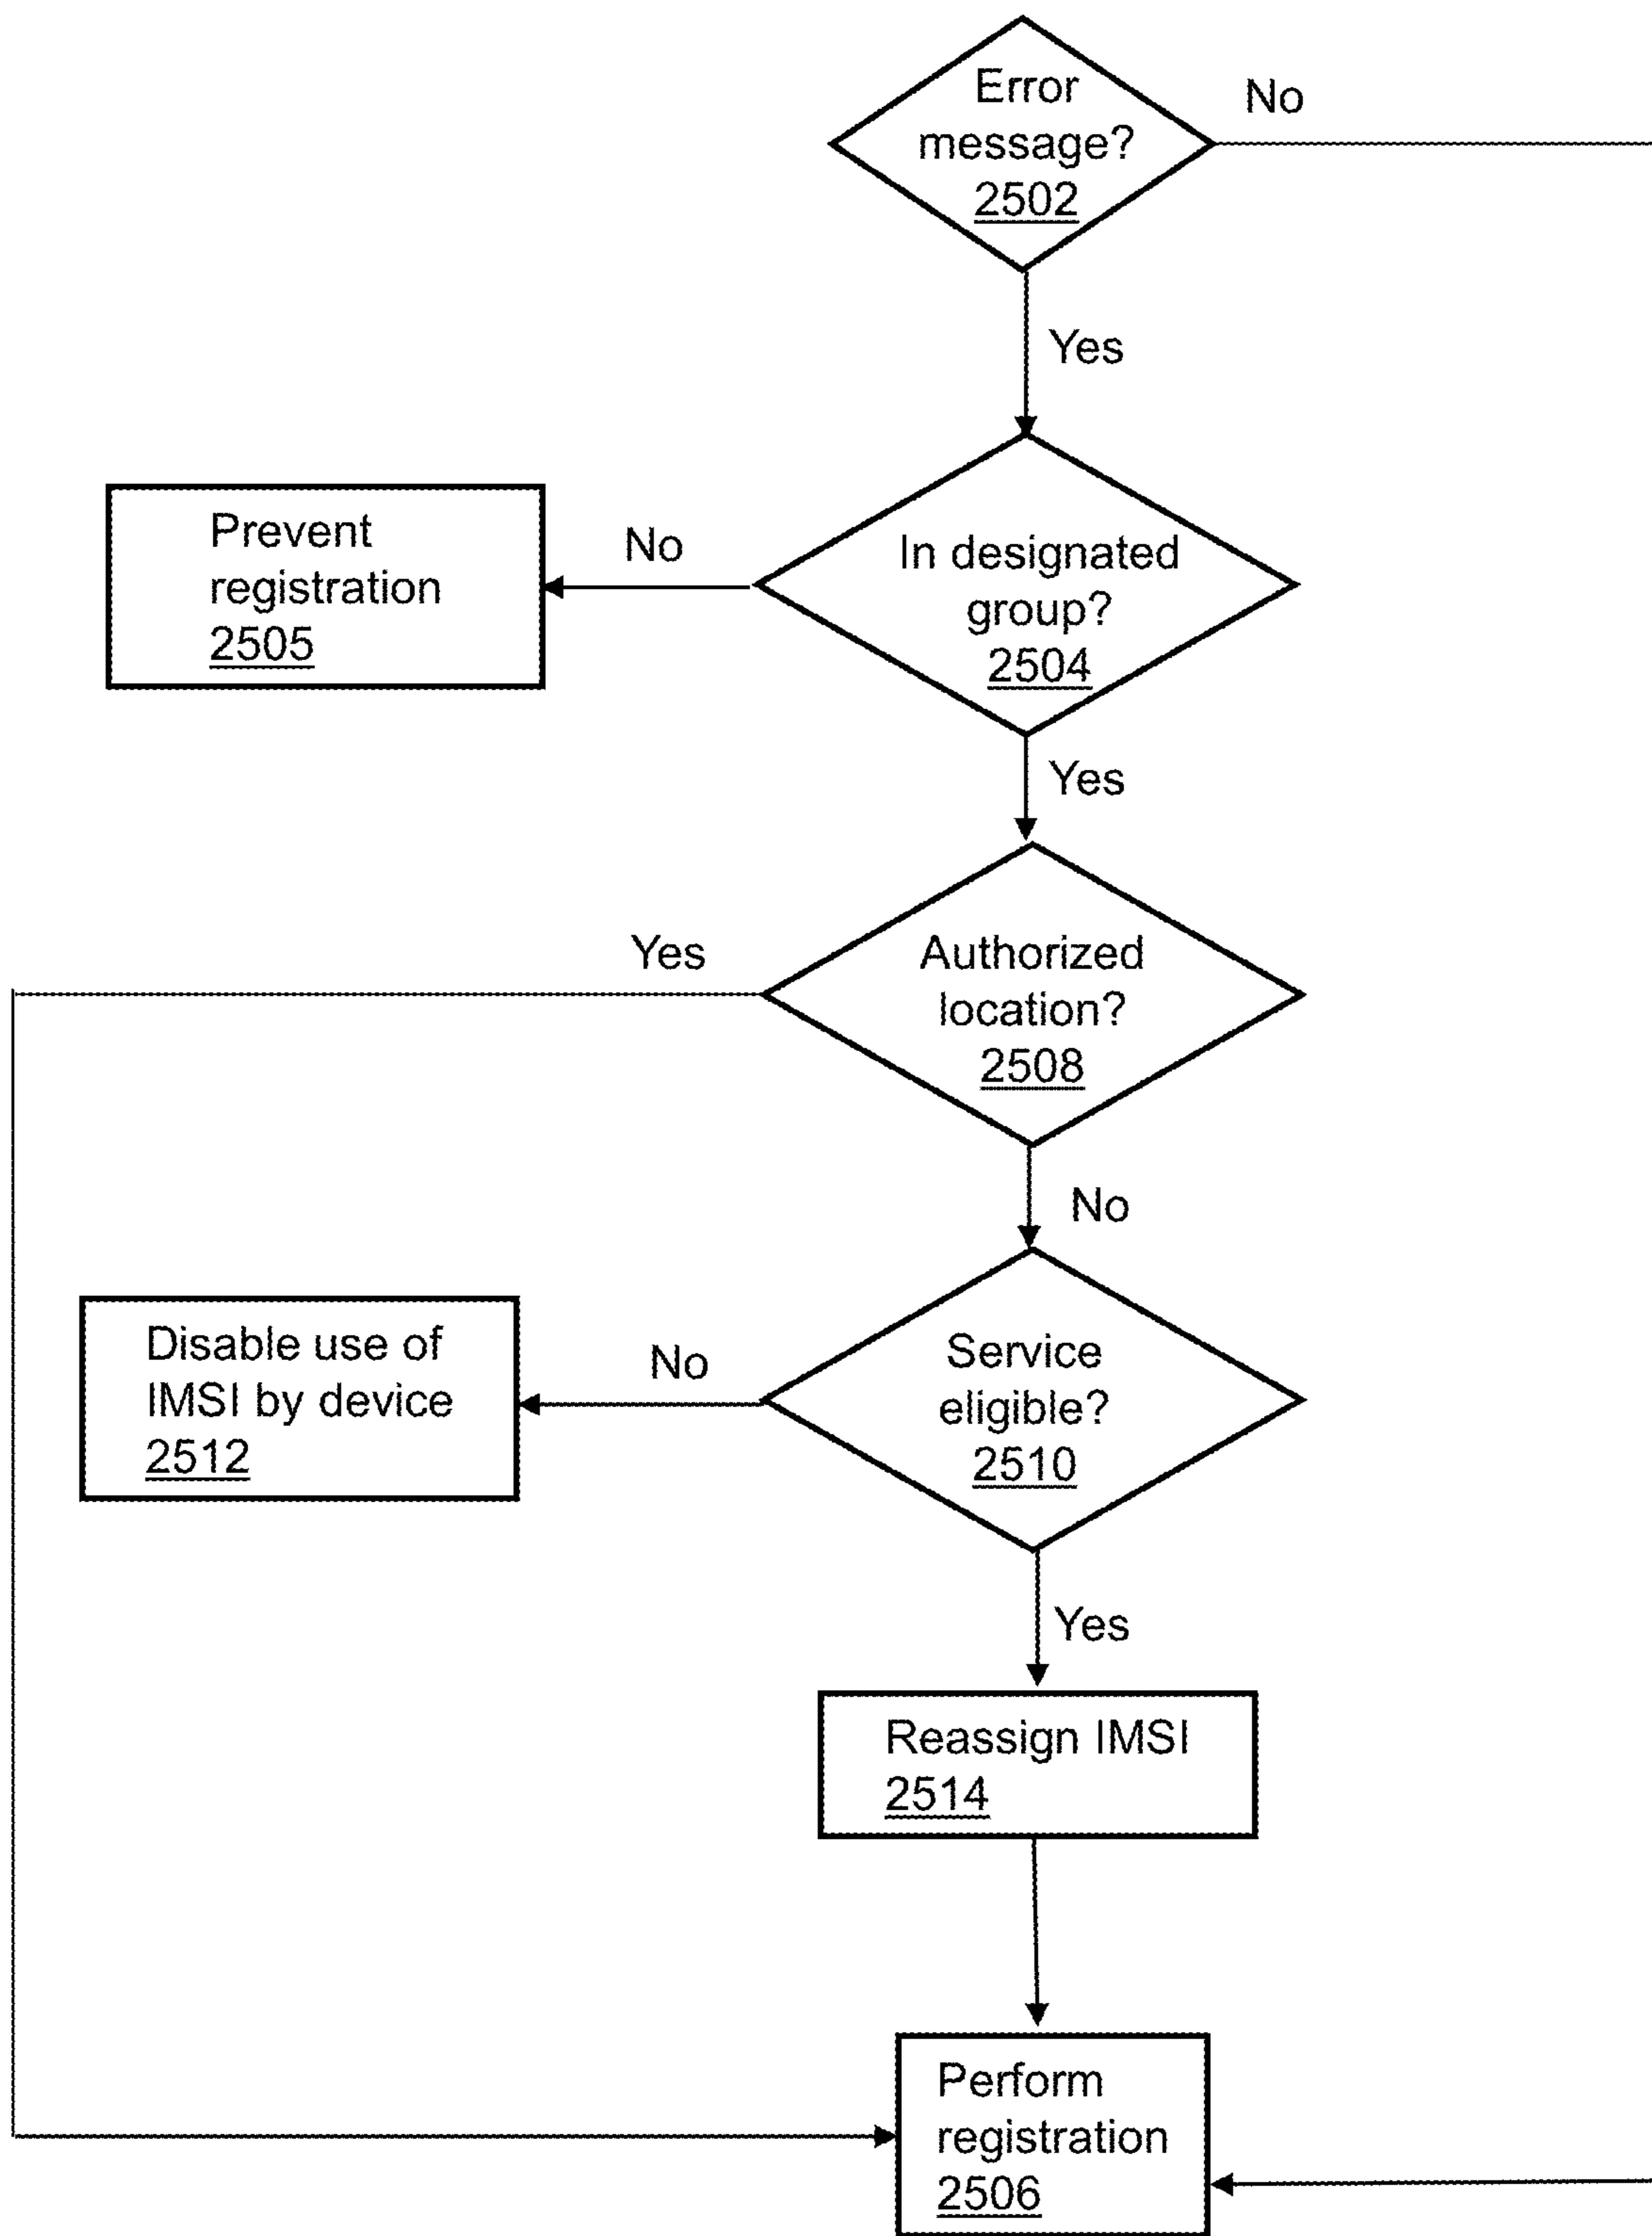 Error
message?
2502
No
Yes
Prevent
registration
2505
No
In designated
group?
2504
Yes
Yes
Authorized
location?
2508
No
Disable use of
IMSI by device
2512
No
Service
eligible?
2510
Yes
Reassign IMSI
2514
Perform
registration
2506